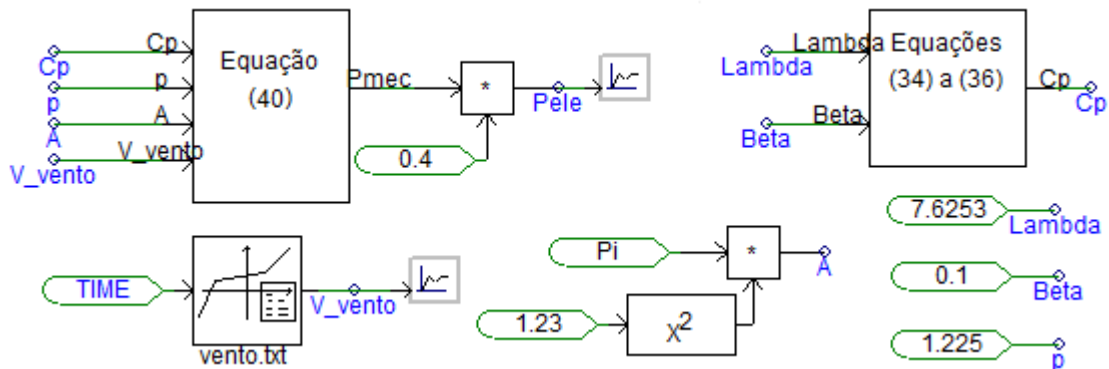 Cp
Cp
p
p
A
A
V_vento
V_vento
Equação
(40)
Pmec
*
Pele
0.4
Lambda
Lambda
Beta
Beta
Equações
(34) a (36)
Cp
Cp
TIME
vento.txt
V_vento
Pi
*
A
1.23
X2
7.6253
Lambda
0.1
Beta
1.225
p